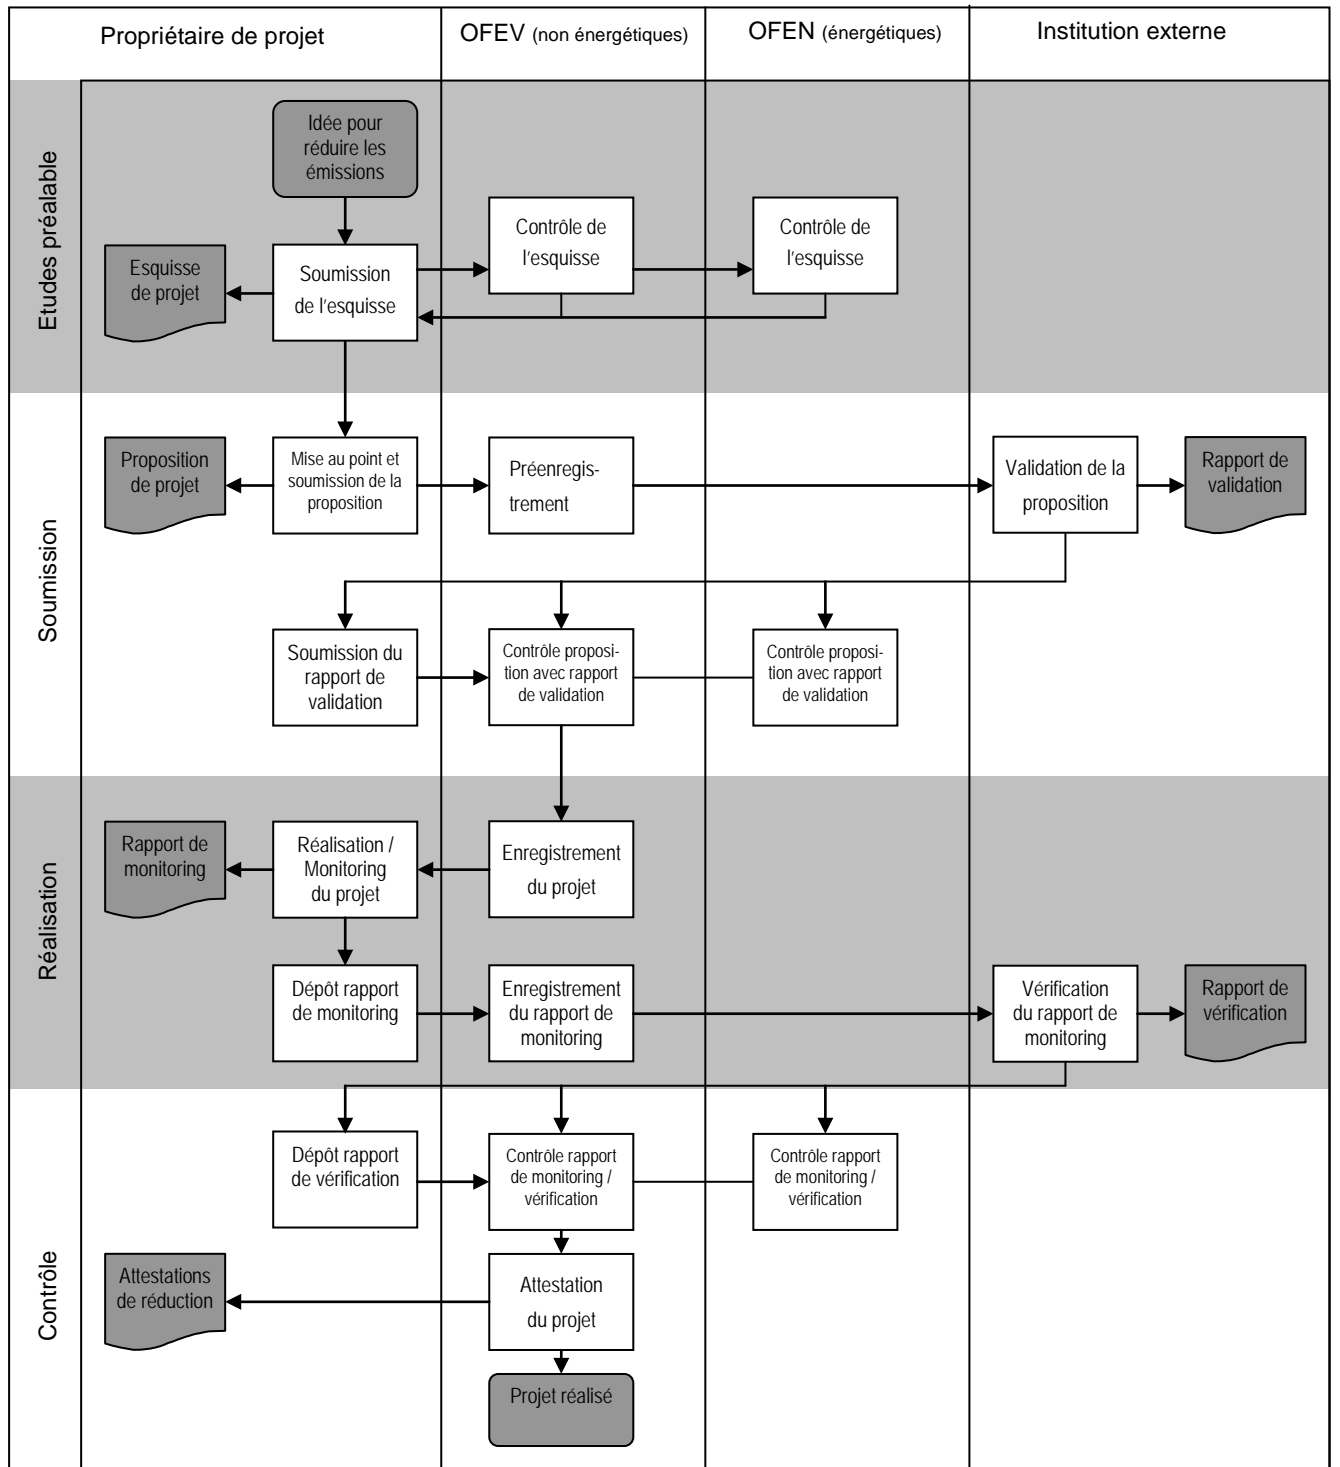 Propriétaire de projet
OFEV (non énergétiques)
OFEN (énergétiques)
Institution externe
Etudes préalable
Idée pour
réduire les
émissions
Esquisse
de projet
Soumission
de l'esquisse
Contrôle de
l'esquisse
Contrôle de
l'esquisse
Soumission
Proposition
de projet
Mise au point et
soumission de la
proposition
Préenregis-
trement
Validation de la
proposition
Rapport de
validation
Soumission du
rapport de
validation
Contrôle proposi-
tion avec rapport
de validation
Contrôle proposi-
tion avec rapport
de validation
Réalisation
Rapport de
monitoring
Réalisation /
Monitoring
du projet
Enregistrement
du projet
Dépôt rapport
de monitoring
Enregistrement
du rapport de
monitoring
Vérification
du rapport de
monitoring
Rapport de
vérification
Contrôle
Dépôt rapport
de vérification
Contrôle rapport
de monitoring /
vérification
Contrôle rapport
de monitoring /
vérification
Attestations
de réduction
Attestation
du projet
Projet réalisé